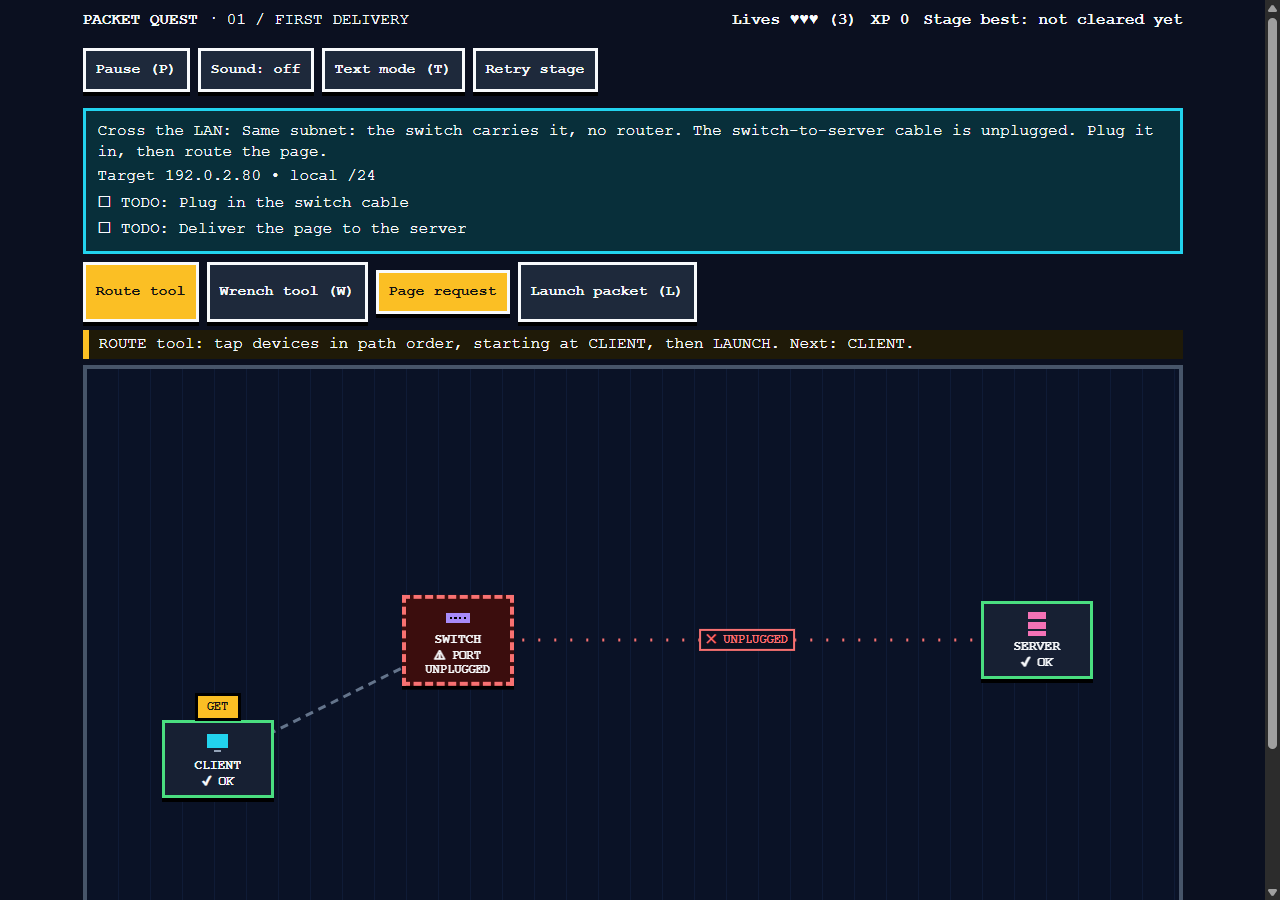 PACKET QUEST · 01 / FIRST DELIVERY
Lives ♥♥♥ (3) XP 0 Stage best: not cleared yet
Pause (P)
Sound: off
Text mode (T)
Retry stage
Cross the LAN: Same subnet: the switch carries it, no router. The switch-to-server cable is unplugged. Plug it
in, then route the page.
Target 192.0.2.80 • local /24
☐ TODO: Plug in the switch cable
☐ TODO: Deliver the page to the server
Route tool
Wrench tool (W)
Page request
Launch packet (L)
ROUTE tool: tap devices in path order, starting at CLIENT, then LAUNCH. Next: CLIENT.
SWITCH
⚠ PORT
UNPLUGGED
✕ UNPLUGGED
SERVER
✓ OK
GET
CLIENT
✓ OK